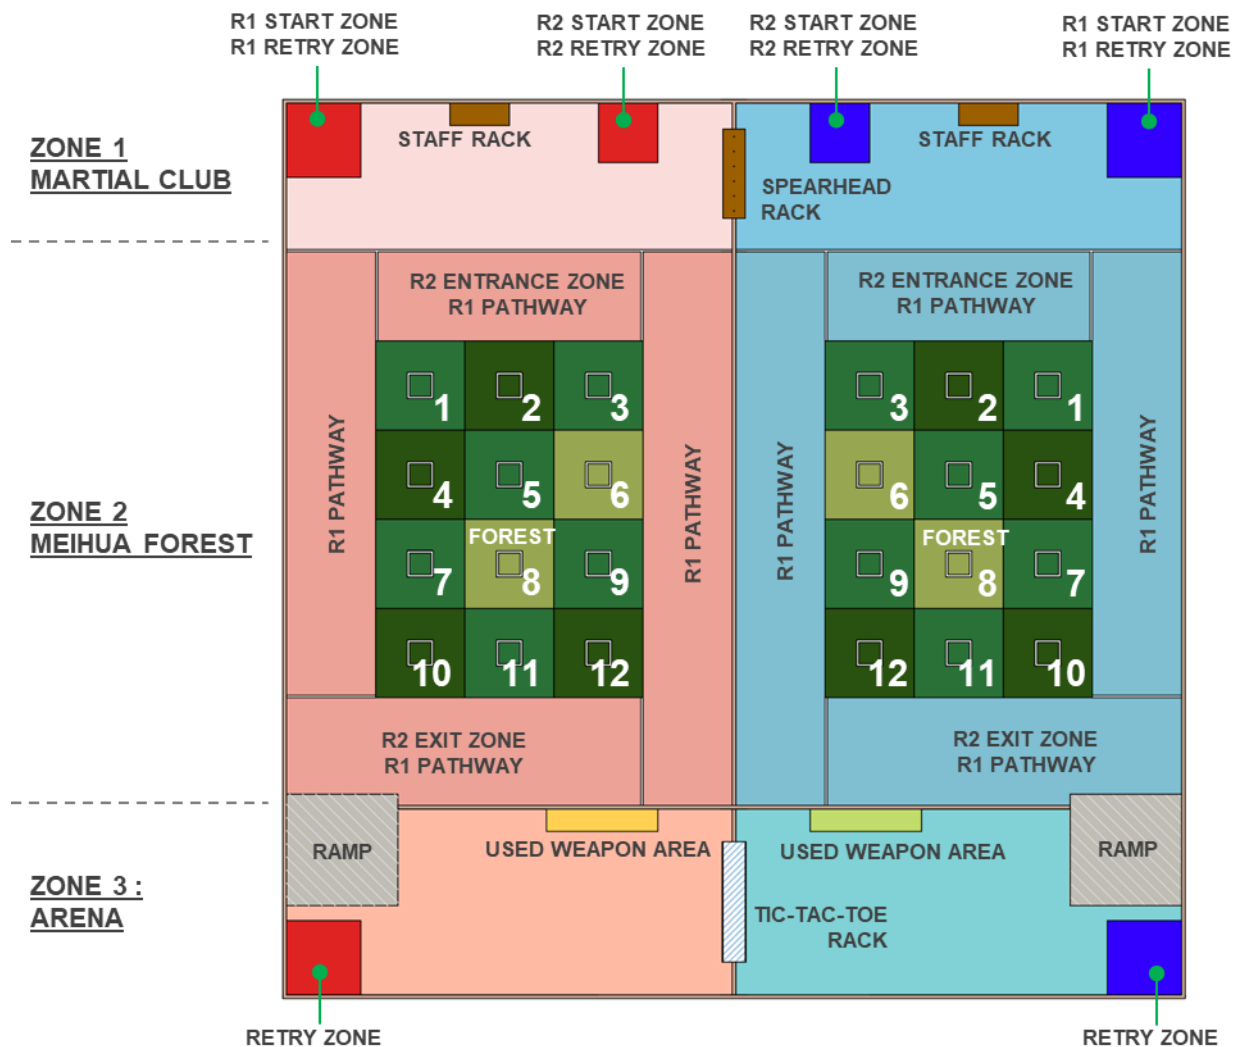 R1 START ZONE
R1 RETRY ZONE
R2 START ZONE
R2 RETRY ZONE
R2 START ZONE
R2 RETRY ZONE
R1 START ZONE
R1 RETRY ZONE
ZONE 1
MARTIAL CLUB
STAFF RACK
STAFF RACK
SPEARHEAD
RACK
R2 ENTRANCE ZONE
R1 PATHWAY
R2 ENTRANCE ZONE
R1 PATHWAY
ZONE 2
MEIHUA FOREST
R1 PATHWAY
1 2 3
4 5 6
FOREST
7 8 9
10 11 12
R1 PATHWAY
R1 PATHWAY
3 2 1
6 5 4
FOREST
9 8 7
12 11 10
R1 PATHWAY
R2 EXIT ZONE
R1 PATHWAY
R2 EXIT ZONE
R1 PATHWAY
ZONE 3 :
ARENA
RAMP
USED WEAPON AREA
USED WEAPON AREA
RAMP
TIC-TAC-TOE
RACK
RETRY ZONE
RETRY ZONE